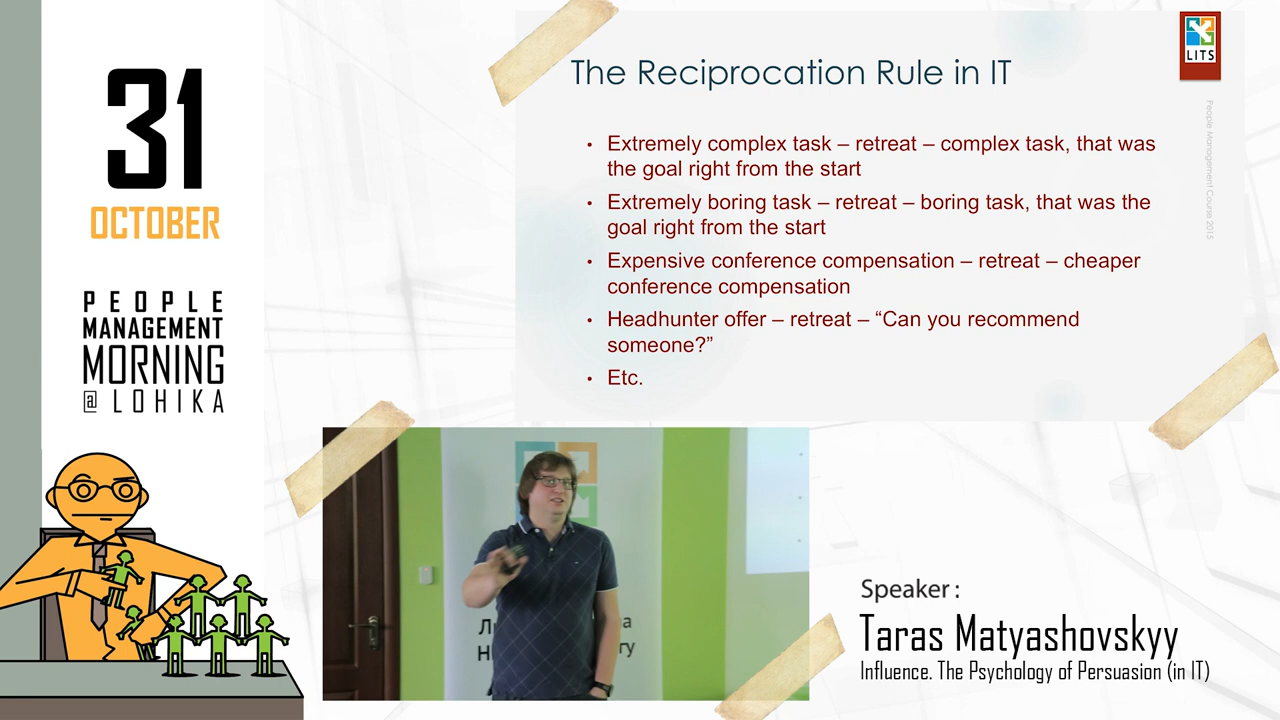 31
OCTOBER
PEOPLE
MANAGEMENT
MORNING
@ LOHIKA
The Reciprocation Rule in IT
LITS
People Management Course 2015
• Extremely complex task – retreat – complex task, that was
the goal right from the start
• Extremely boring task – retreat – boring task, that was the
goal right from the start
• Expensive conference compensation – retreat – cheaper
conference compensation
• Headhunter offer – retreat – “Can you recommend
someone?”
• Etc.
Speaker :
Taras Matyashovskyy
Influence. The Psychology of Persuasion (in IT)